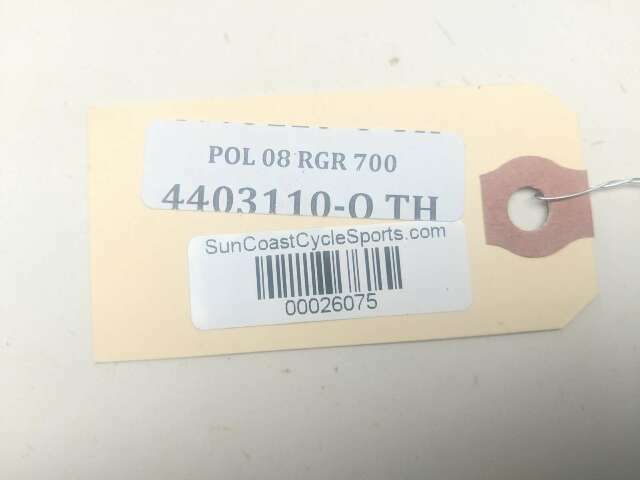 POL 08 RGR 700
4403110-O TH
SunCoastCycleSports.com
00026075